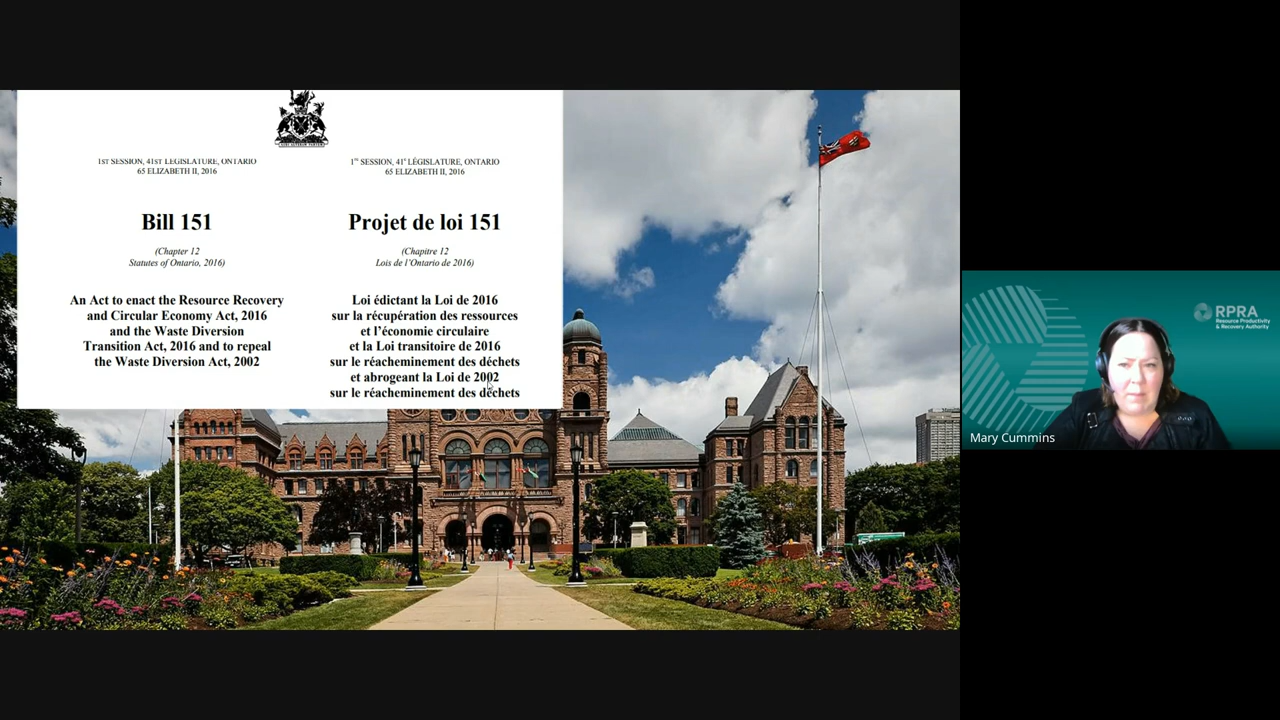 1ST SESSION, 41ST LEGISLATURE, ONTARIO
65 ELIZABETH II, 2016
Bill 151
(Chapter 12
Statutes of Ontario, 2016)
An Act to enact the Resource Recovery
and Circular Economy Act, 2016
and the Waste Diversion
Transition Act, 2016 and to repeal
the Waste Diversion Act, 2002
1re SESSION, 41e LÉGISLATURE, ONTARIO
65 ELIZABETH II, 2016
Projet de loi 151
(Chapitre 12
Lois de l'Ontario de 2016)
Loi édictant la Loi de 2016
sur la récupération des ressources
et l'économie circulaire
et la Loi transitoire de 2016
sur le réacheminement des déchets
et abrogeant la Loi de 2002
sur le réacheminement des déchets
RPRA
Resource Productivity
& Recovery Authority
Mary Cummins